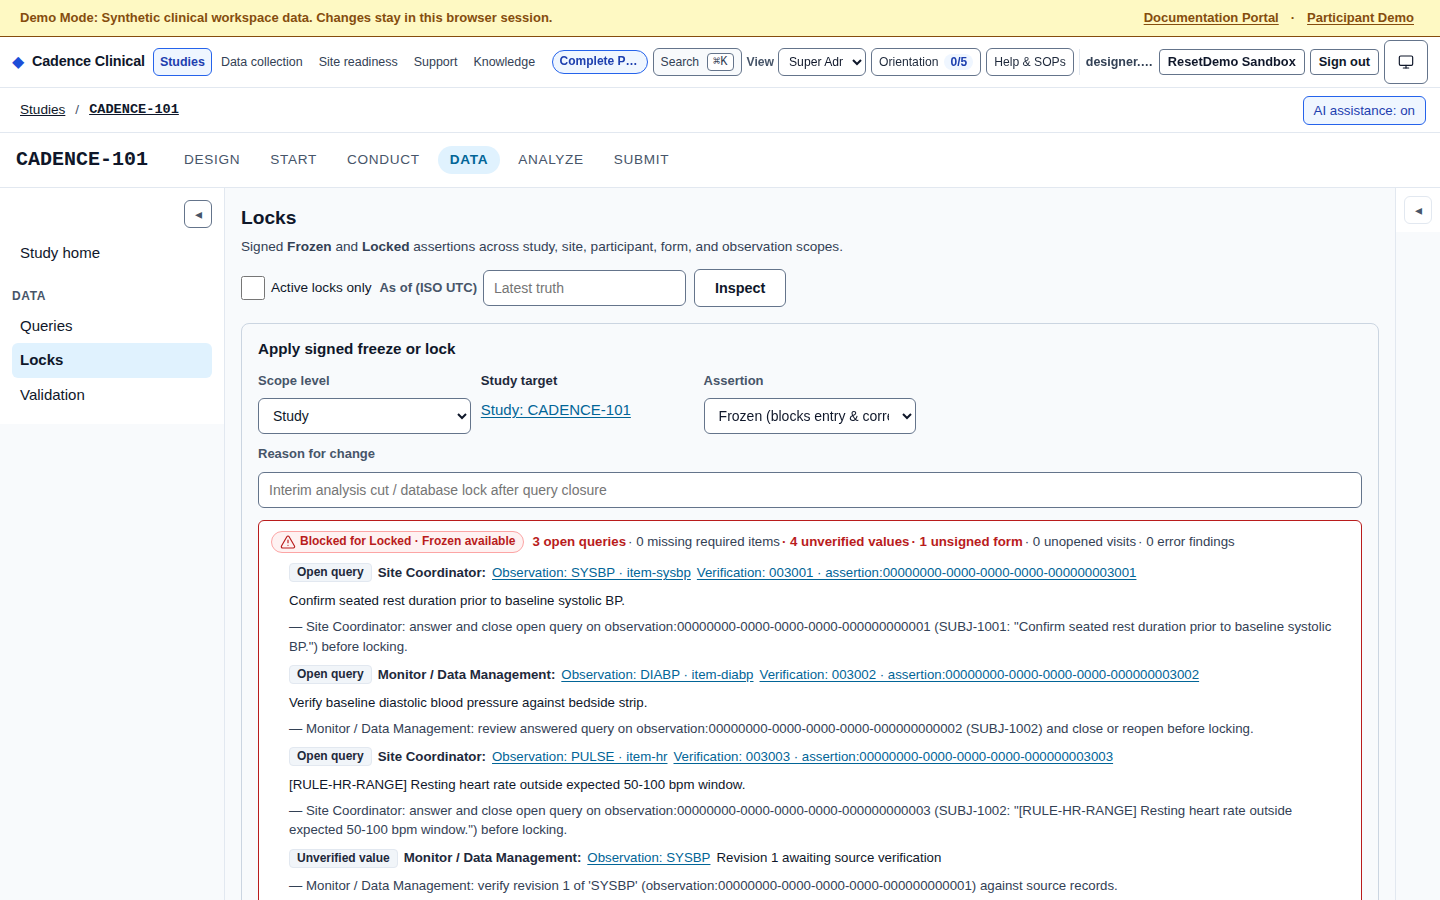 Demo Mode: Synthetic clinical workspace data. Changes stay in this browser session.
Documentation Portal · Participant Demo
Cadence Clinical Studies Data collection Site readiness Support Knowledge Complete P… Search ⌘K View Super Adr Orientation 0/5 Help & SOPs designer.… ResetDemo Sandbox Sign out
Studies / CADENCE-101
AI assistance: on
CADENCE-101 DESIGN START CONDUCT DATA ANALYZE SUBMIT
Study home
DATA
Queries
Locks
Validation
Locks
Signed Frozen and Locked assertions across study, site, participant, form, and observation scopes.
Active locks only As of (ISO UTC) Latest truth Inspect
Apply signed freeze or lock
Scope level Study target Assertion
Study Study: CADENCE-101 Frozen (blocks entry & corre
Reason for change
Interim analysis cut / database lock after query closure
Blocked for Locked · Frozen available 3 open queries · 0 missing required items · 4 unverified values · 1 unsigned form · 0 unopened visits · 0 error findings
Open query Site Coordinator: Observation: SYSBP · item-sysbp Verification: 003001 · assertion:00000000-0000-0000-0000-000000003001
Confirm seated rest duration prior to baseline systolic BP.
— Site Coordinator: answer and close open query on observation:00000000-0000-0000-0000-000000000001 (SUBJ-1001: "Confirm seated rest duration prior to baseline systolic
BP.") before locking.
Open query Monitor / Data Management: Observation: DIABP · item-diabp Verification: 003002 · assertion:00000000-0000-0000-0000-000000003002
Verify baseline diastolic blood pressure against bedside strip.
— Monitor / Data Management: review answered query on observation:00000000-0000-0000-0000-000000000002 (SUBJ-1002) and close or reopen before locking.
Open query Site Coordinator: Observation: PULSE · item-hr Verification: 003003 · assertion:00000000-0000-0000-0000-000000003003
[RULE-HR-RANGE] Resting heart rate outside expected 50-100 bpm window.
— Site Coordinator: answer and close open query on observation:00000000-0000-0000-0000-000000000003 (SUBJ-1002: "[RULE-HR-RANGE] Resting heart rate outside
expected 50-100 bpm window.") before locking.
Unverified value Monitor / Data Management: Observation: SYSBP Revision 1 awaiting source verification
— Monitor / Data Management: verify revision 1 of 'SYSBP' (observation:00000000-0000-0000-0000-000000000001) against source records.